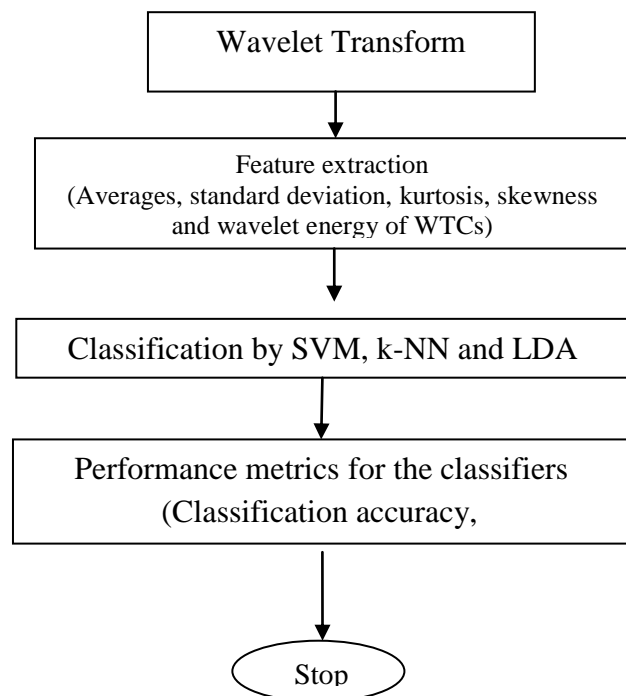 Wavelet Transform
Feature extraction
(Averages, standard deviation, kurtosis, skewness
and wavelet energy of WTCs)
Classification by SVM, k-NN and LDA
Performance metrics for the classifiers
(Classification accuracy,
Stop